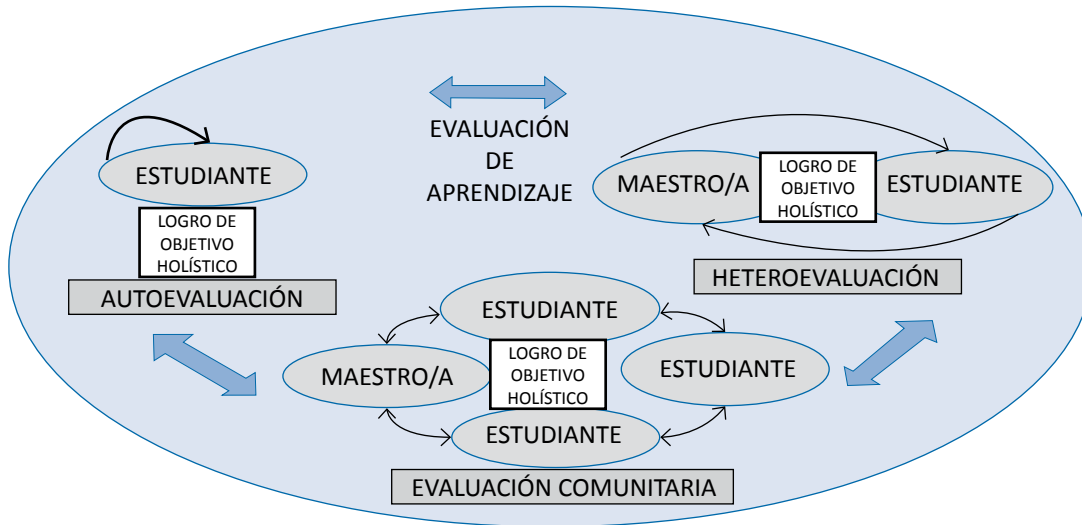 EVALUACIÓN
DE
APRENDIZAJE
ESTUDIANTE
LOGRO DE
OBJETIVO
HOLÍSTICO
AUTOEVALUACIÓN
MAESTRO/A
LOGRO DE
OBJETIVO
HOLÍSTICO
ESTUDIANTE
HETEROEVALUACIÓN
ESTUDIANTE
MAESTRO/A
LOGRO DE
OBJETIVO
HOLÍSTICO
ESTUDIANTE
ESTUDIANTE
EVALUACIÓN COMUNITARIA